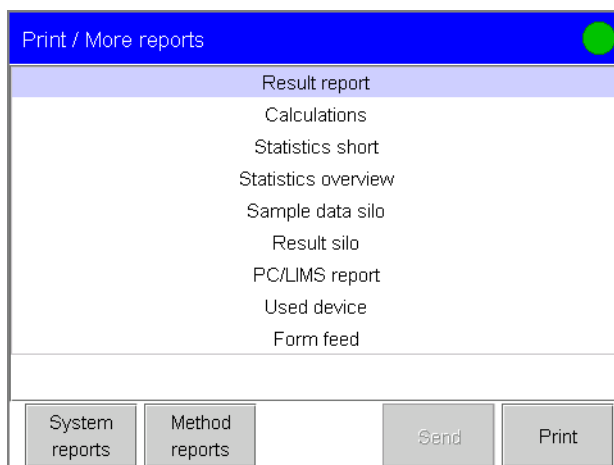 Print / More reports
Result report
Calculations
Statistics short
Statistics overview
Sample data silo
Result silo
PC/LIMS report
Used device
Form feed
System reports
Method reports
Send
Print